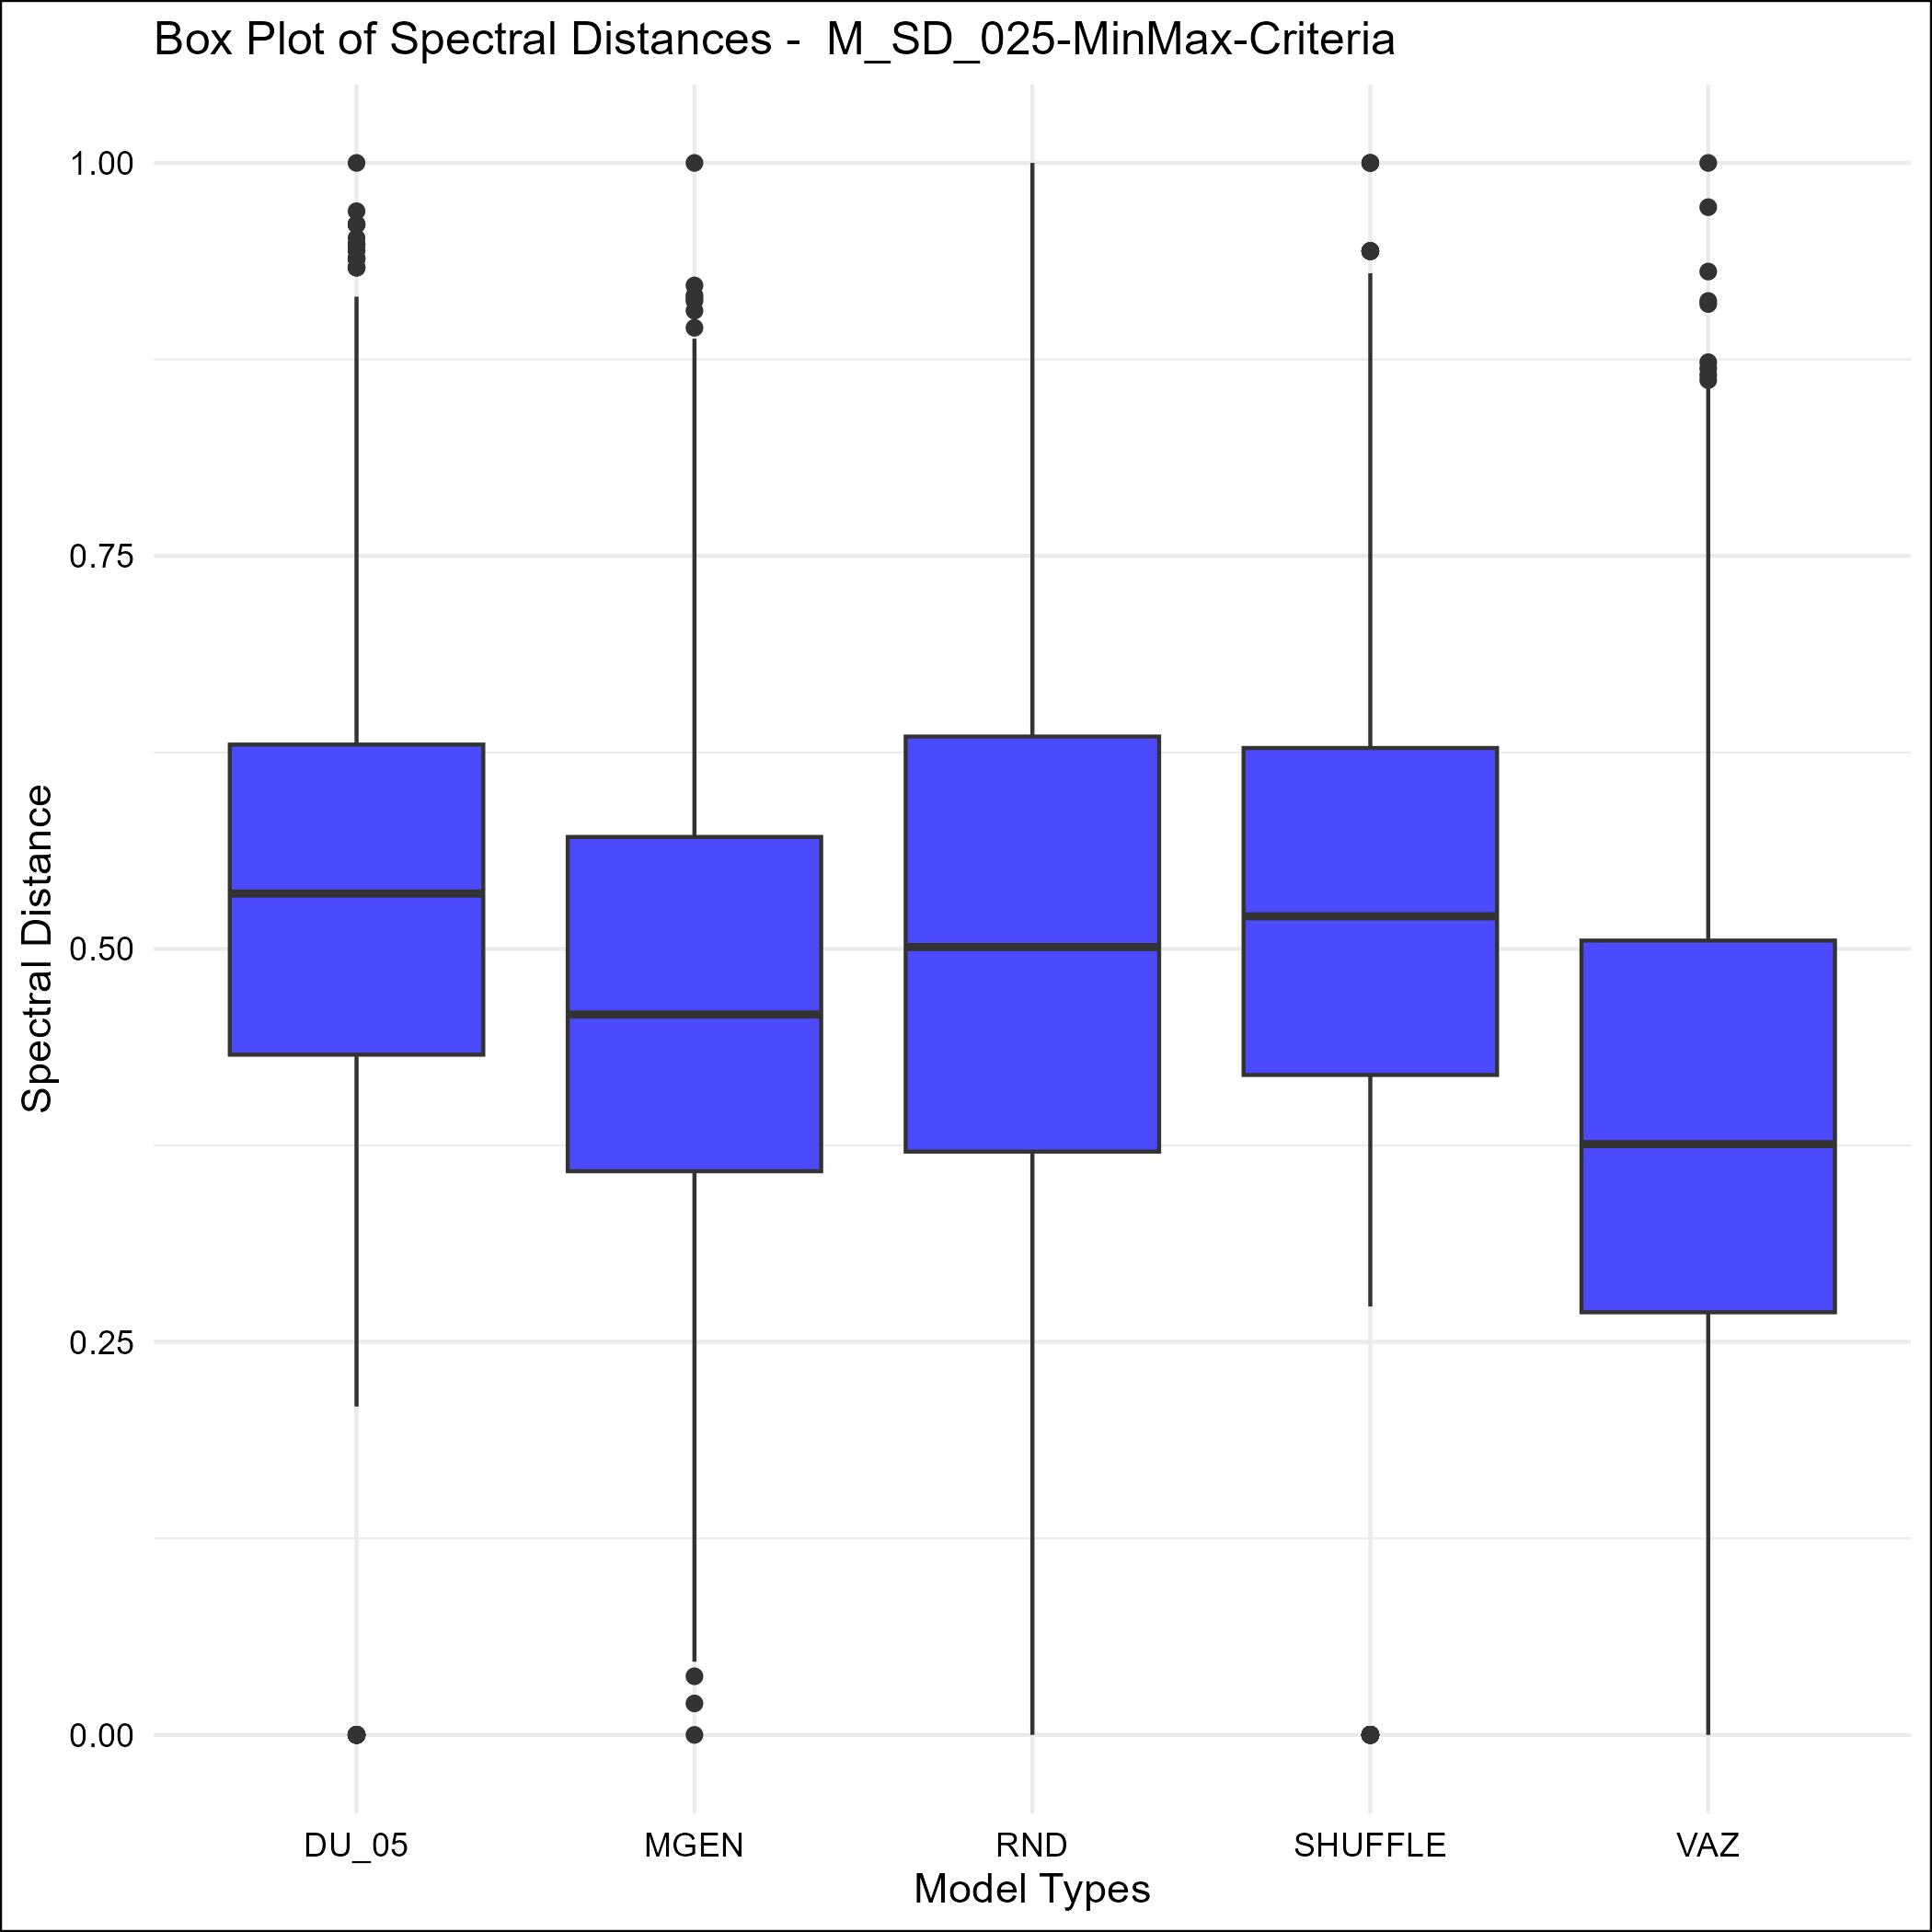 Box Plot of Spectral Distances -  M_SD_025-MinMax-Criteria
1.00
0.75
0.50
0.25
0.00
Spectral Distance
DU_05 MGEN RND SHUFFLE VAZ
Model Types